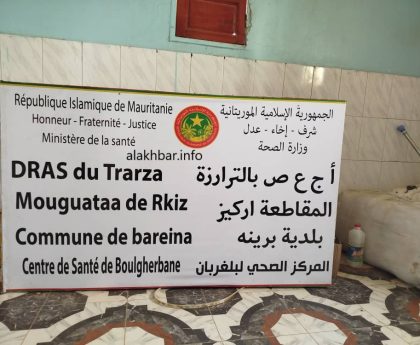 République Islamique de Mauritanie
Honneur - Fraternité - Justice
Ministère de la santé
الجمهورية الإسلامية الموريتانية
شرف - إخاء - عدل
وزارة الصحة
alakhbar.info
DRAS du Trarza
أ ج ع ص بالترارزة
Mouguataa de Rkiz
المقاطعة اركيز
Commune de bareina
بلدية برينه
Centre de Santé de Boulgherbane
المركز الصحي لبلغربان